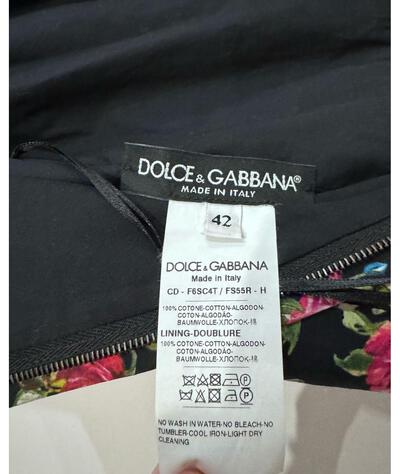 DOLCE & GABBANA®
MADE IN ITALY
42
DOLCE & GABBANA
Made in Italy
CD - F6SC4T / FS55R - H
100% COTONE-COTTON-ALGODON-
COTON-ALGODÃO-
BAUMWOLLE-ХЛОПОК-棉
LINING-DOUBLURE
100% COTONE-COTTON-ALGODON-
COTON-ALGODÃO-
BAUMWOLLE-ХЛОПОК-棉
NO WASH IN WATER-NO BLEACH-NO
TUMBLER-COOL IRON-LIGHT DRY
CLEANING